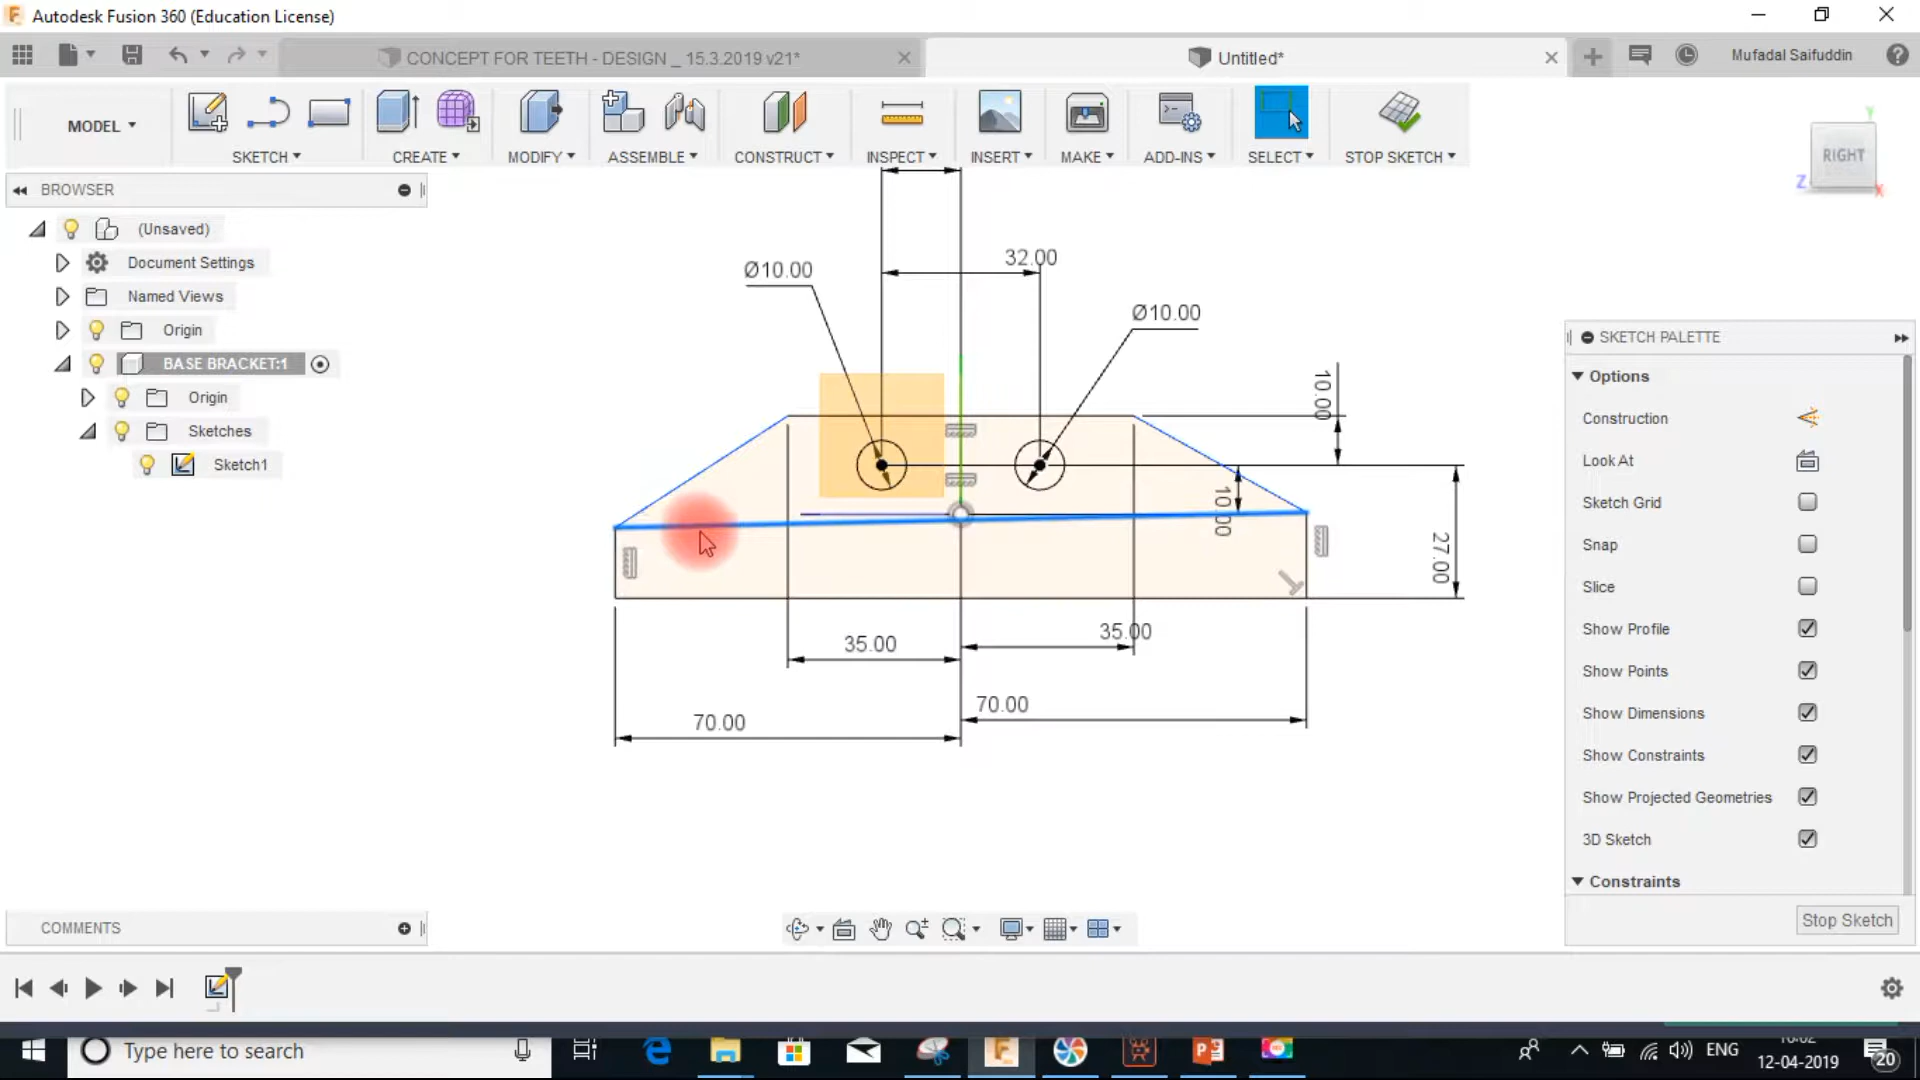 Autodesk Fusion 360 (Education License)
CONCEPT FOR TEETH - DESIGN _ 15.3.2019 v21*
Untitled*
Mufadal Saifuddin
MODEL
SKETCH
CREATE
MODIFY
ASSEMBLE
CONSTRUCT
INSPECT
INSERT
MAKE
ADD-INS
SELECT
STOP SKETCH
RIGHT
Y
Z
X
BROWSER
(Unsaved)
Document Settings
Named Views
Origin
BASE BRACKET:1
Origin
Sketches
Sketch1
32.00
Ø10.00
Ø10.00
10.00
10.00
27.00
35.00
35.00
70.00
70.00
SKETCH PALETTE
Options
Construction
Look At
Sketch Grid
Snap
Slice
Show Profile
Show Points
Show Dimensions
Show Constraints
Show Projected Geometries
3D Sketch
Constraints
Stop Sketch
COMMENTS
Type here to search
ENG
12-04-2019
20